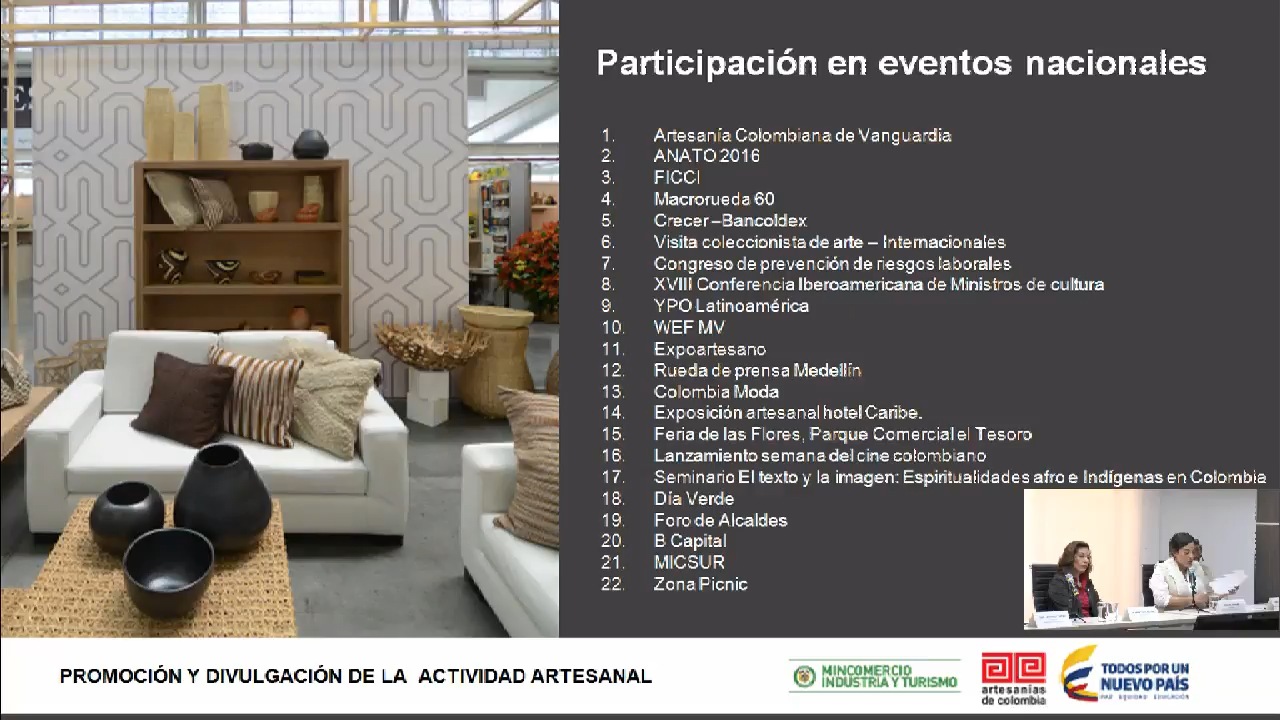 Participación en eventos nacionales
1. Artesanía Colombiana de Vanguardia
2. ANATO 2016
3. FICCI
4. Macrorueda 60
5. Crecer –Bancoldex
6. Visita coleccionista de arte – Internacionales
7. Congreso de prevención de riesgos laborales
8. XVIII Conferencia Iberoamericana de Ministros de cultura
9. YPO Latinoamérica
10. WEF MV
11. Expoartesano
12. Rueda de prensa Medellín
13. Colombia Moda
14. Exposición artesanal hotel Caribe.
15. Feria de las Flores, Parque Comercial el Tesoro
16. Lanzamiento semana del cine colombiano
17. Seminario El texto y la imagen: Espiritualidades afro e Indígenas en Colombia
18. Día Verde
19. Foro de Alcaldes
20. B Capital
21. MICSUR
22. Zona Picnic
PROMOCIÓN Y DIVULGACIÓN DE LA ACTIVIDAD ARTESANAL
MINCOMERCIO
INDUSTRIA Y TURISMO
artesanías
de colombia
TODOS POR UN
NUEVO PAÍS
PAZ EQUIDAD EDUCACIÓN